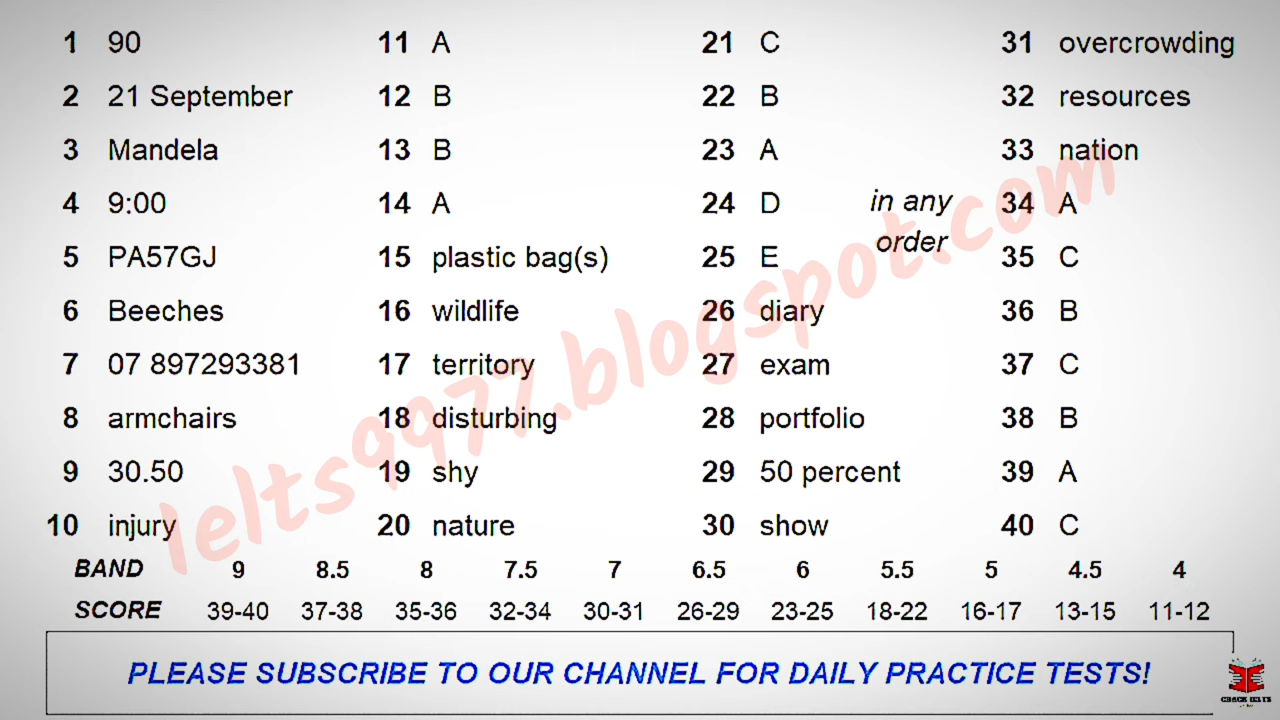 1 90 11 A 21 C 31 overcrowding
2 21 September 12 B 22 B 32 resources
3 Mandela 13 B 23 A 33 nation
4 9:00 14 A 24 D in any 34 A
order
5 PA57GJ 15 plastic bag(s) 25 E 35 C
6 Beeches 16 wildlife 26 diary 36 B
7 07 897293381 17 territory 27 exam 37 C
8 armchairs 18 disturbing 28 portfolio 38 B
9 30.50 19 shy 29 50 percent 39 A
10 injury 20 nature 30 show 40 C
BAND 9 8.5 8 7.5 7 6.5 6 5.5 5 4.5 4
SCORE 39-40 37-38 35-36 32-34 30-31 26-29 23-25 18-22 16-17 13-15 11-12
PLEASE SUBSCRIBE TO OUR CHANNEL FOR DAILY PRACTICE TESTS!
Ielts9977.blogspot.com
CRACK IELTS